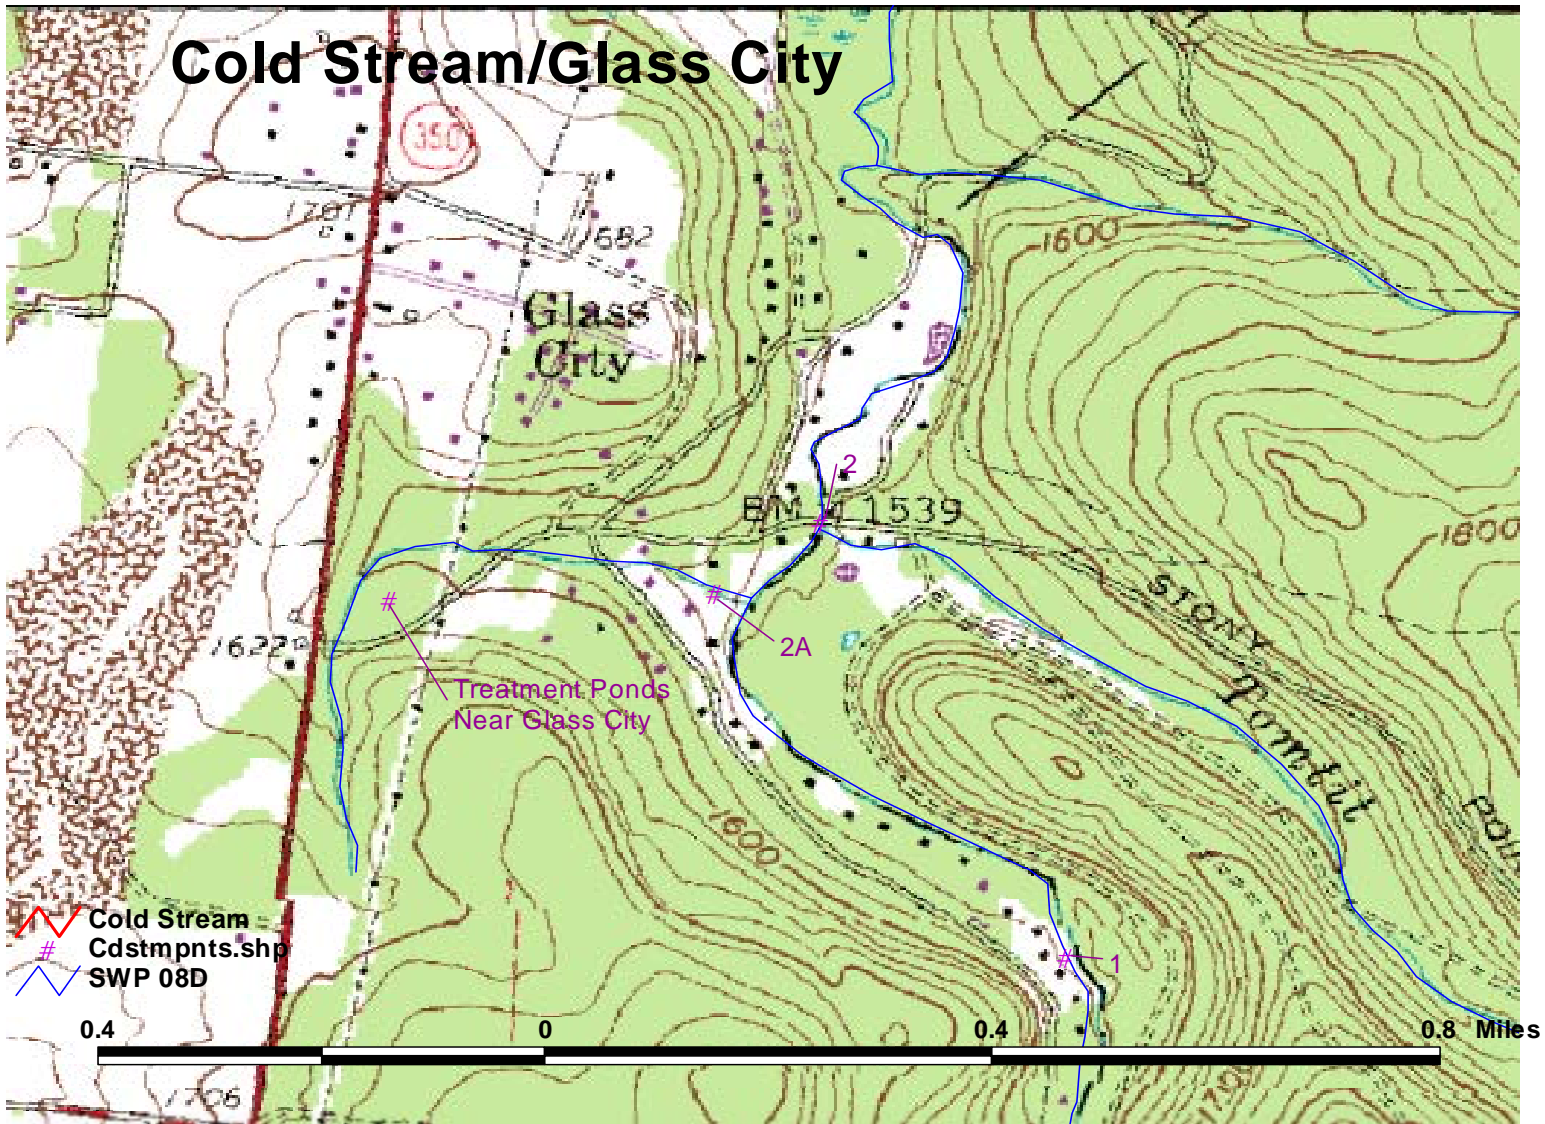 Cold Stream/Glass City
350
1701
1682
1600
Glass
City
2
BM 1539
1800
STONY
Tomtit
2A
16220
Treatment Ponds
Near Glass City
1600
Cold Stream
# Cdstmpnts.shp
SWP 08D
1
0.4 0 0.4 0.8 Miles
1706